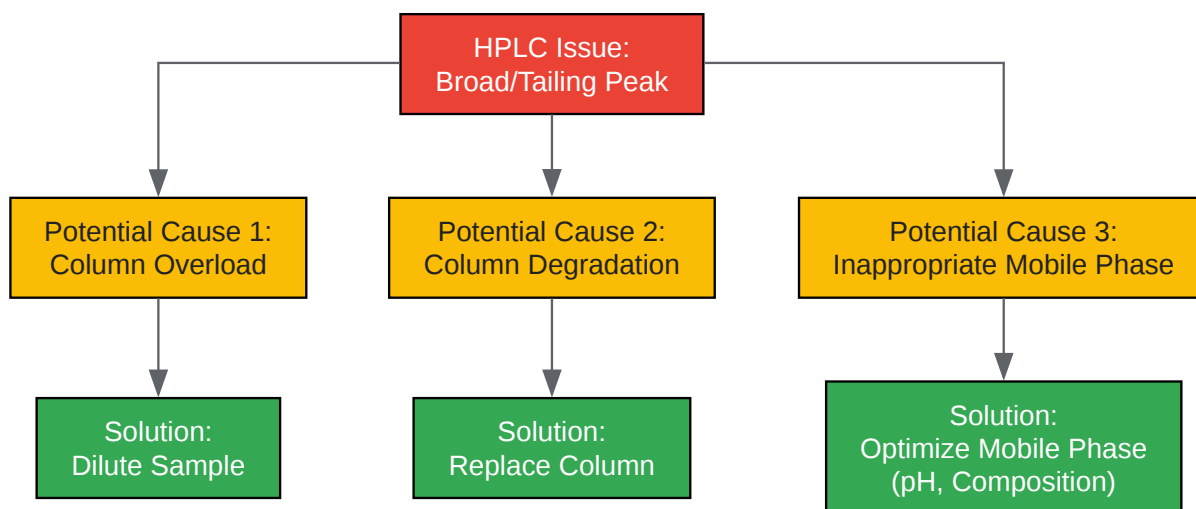 HPLC Issue:
Broad/Tailing Peak
Potential Cause 1:
Column Overload
Potential Cause 2:
Column Degradation
Potential Cause 3:
Inappropriate Mobile Phase
Solution:
Dilute Sample
Solution:
Replace Column
Solution:
Optimize Mobile Phase
(pH, Composition)